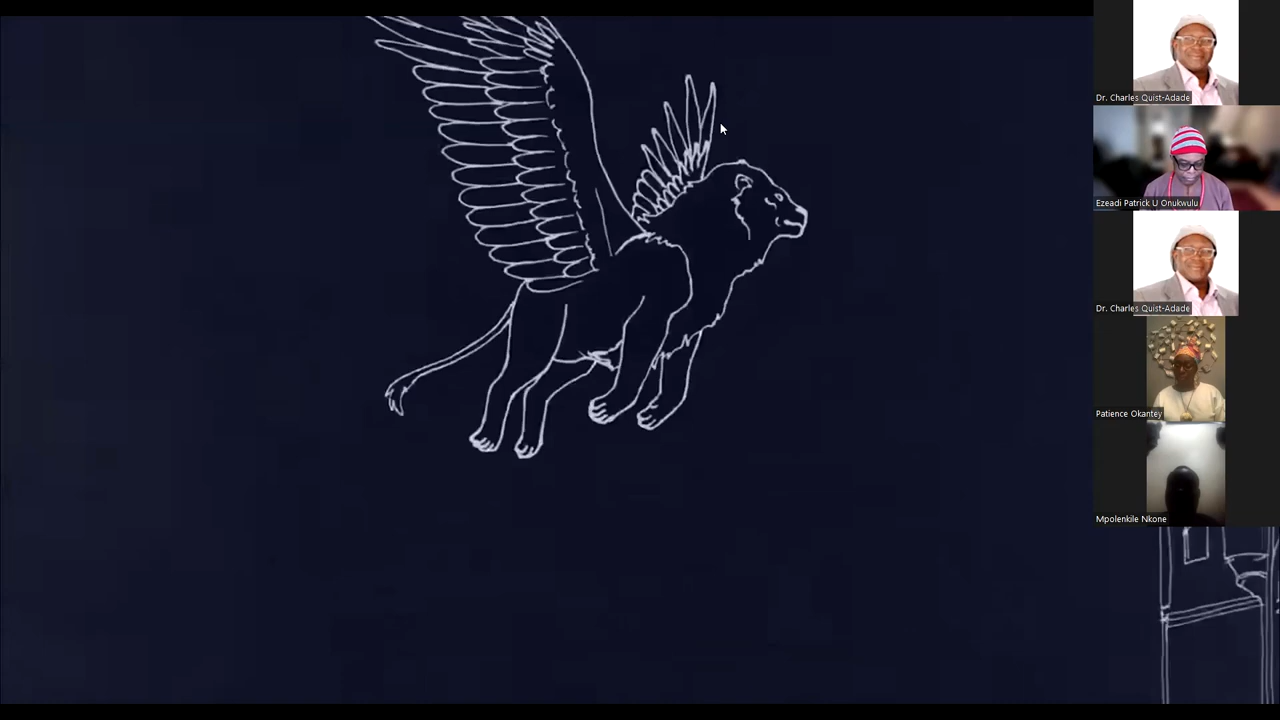 Dr. Charles Quist-Adade
Ezeadi Patrick U Onukwulu
Dr. Charles Quist-Adade
Patience Okantey
Mpolenkile Nkone